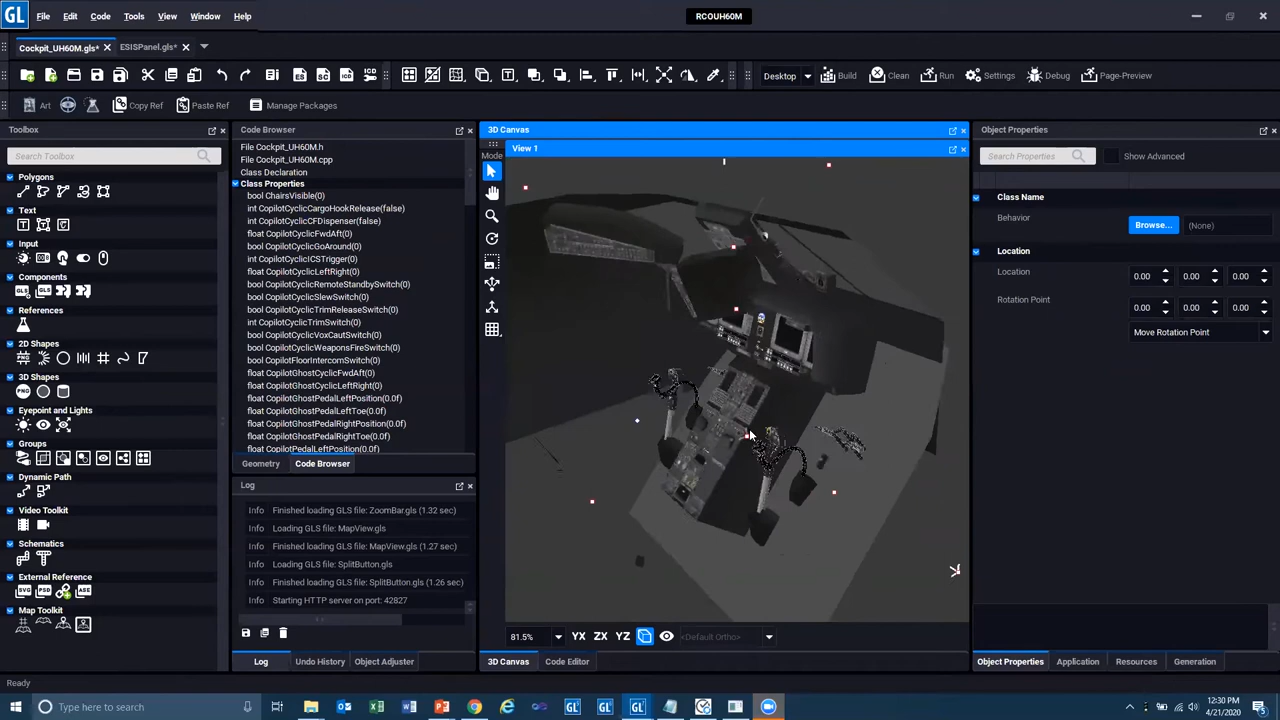 GL File Edit Code Tools View Window Help RCOUH60M
Cockpit_UH60M.gls* ESISPanel.gls*
ES SC ICD ICD Desktop Build Clean Run Settings Debug Page-Preview
Art Copy Ref Paste Ref Manage Packages
Toolbox
Search Toolbox
Polygons
Text
Input
Components
References
2D Shapes
3D Shapes
Eyepoint and Lights
Groups
Dynamic Path
Video Toolkit
Schematics
External Reference
Map Toolkit
Code Browser
File Cockpit_UH60M.h
File Cockpit_UH60M.cpp
Class Declaration
Class Properties
bool ChairsVisible(0)
int CopilotCyclicCargoHookRelease(false)
int CopilotCyclicCFDispenser(false)
float CopilotCyclicFwdAft(0)
bool CopilotCyclicGoAround(0)
int CopilotCyclicICSTrigger(0)
float CopilotCyclicLeftRight(0)
bool CopilotCyclicRemoteStandbySwitch(0)
int CopilotCyclicSlewSwitch(0)
bool CopilotCyclicTrimReleaseSwitch(0)
int CopilotCyclicTrimSwitch(0)
bool CopilotCyclicVoxCautSwitch(0)
bool CopilotCyclicWeaponsFireSwitch(0)
bool CopilotFloorIntercomSwitch(0)
float CopilotGhostCyclicFwdAft(0)
float CopilotGhostCyclicLeftRight(0)
float CopilotGhostPedalLeftPosition(0.0f)
float CopilotGhostPedalLeftToe(0.0f)
float CopilotGhostPedalRightPosition(0.0f)
float CopilotGhostPedalRightToe(0.0f)
float CopilotPedalLeftPosition(0.0f)
Geometry Code Browser
Log
Info Finished loading GLS file: ZoomBar.gls (1.32 sec)
Info Loading GLS file: MapView.gls
Info Finished loading GLS file: MapView.gls (1.27 sec)
Info Loading GLS file: SplitButton.gls
Info Finished loading GLS file: SplitButton.gls (1.26 sec)
Info Starting HTTP server on port: 42827
Log Undo History Object Adjuster
3D Canvas
Mode View 1
81.5% YX ZX YZ <Default Ortho>
3D Canvas Code Editor
Object Properties
Search Properties Show Advanced
Class Name
Behavior Browse... (None)
Location
Location 0.00 0.00 0.00
Rotation Point 0.00 0.00 0.00
Move Rotation Point
Object Properties Application Resources Generation
Ready
Type here to search
12:30 PM
4/21/2020